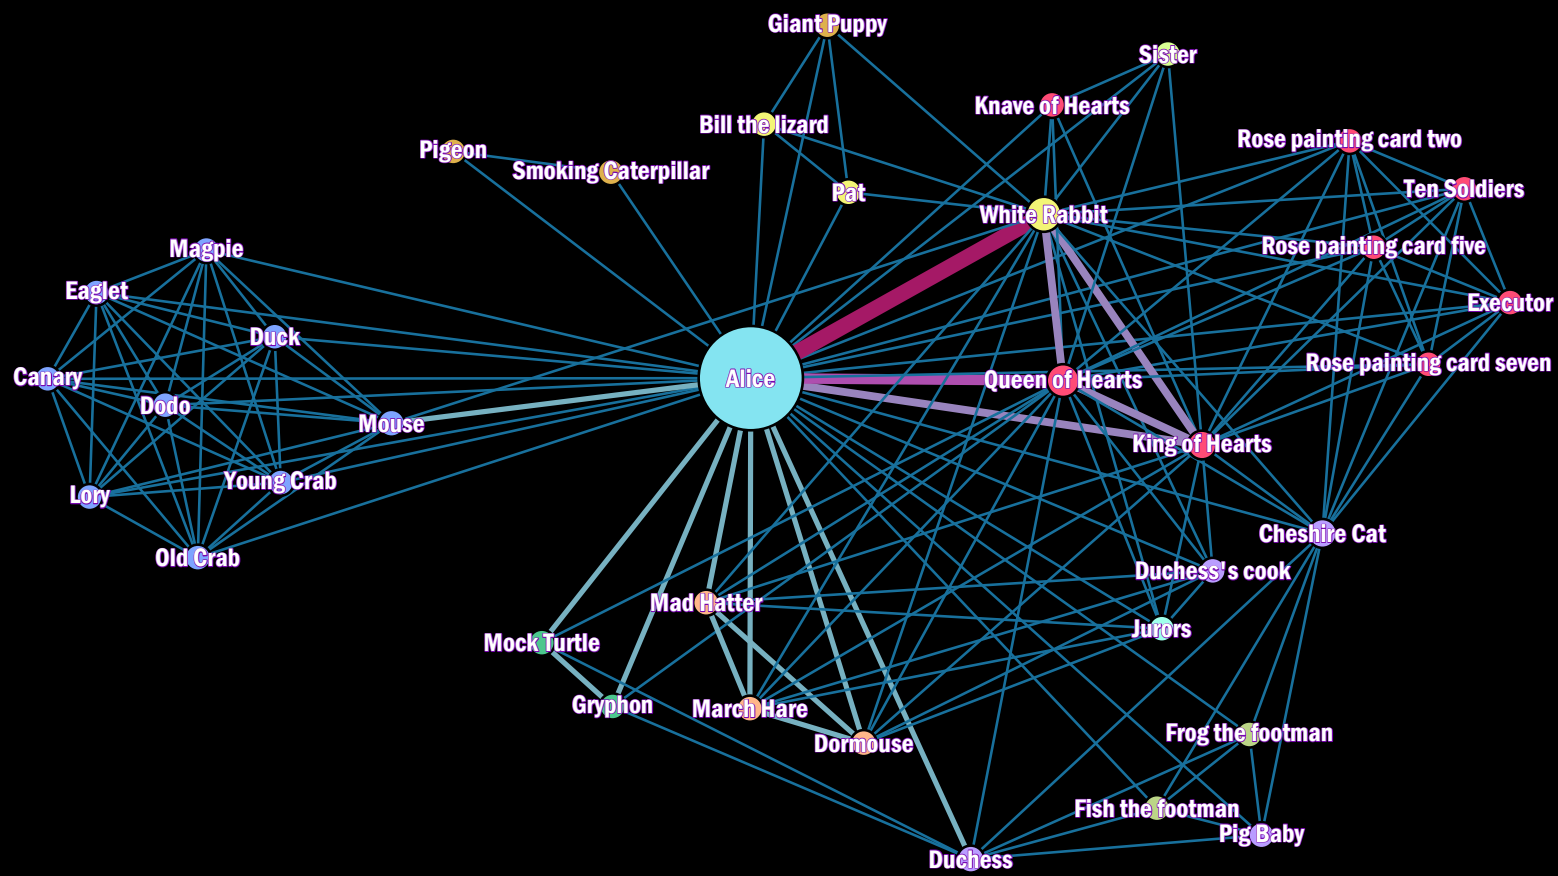 Giant Puppy
Sister
Knave of Hearts
Bill the lizard
Rose painting card two
Pigeon
Smoking Caterpillar
Ten Soldiers
Pat
White Rabbit
Magpie
Rose painting card five
Eaglet
Executor
Duck
Rose painting card seven
Canary
Alice
Queen of Hearts
Dodo
Mouse
King of Hearts
Young Crab
Lory
Cheshire Cat
Old Crab
Duchess's cook
Mad Hatter
Jurors
Mock Turtle
Gryphon
March Hare
Frog the footman
Dormouse
Fish the footman
Pig Baby
Duchess